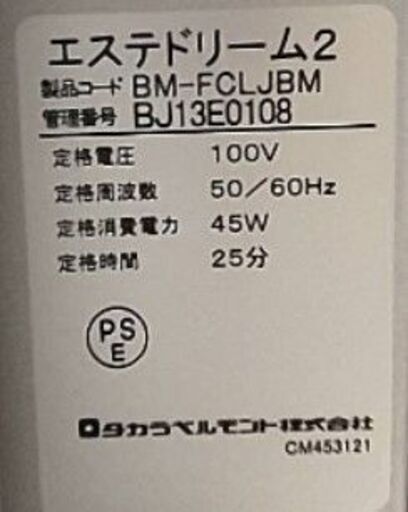 エステドリーム2
製品コード BM-FCLJBM
管理番号 BJ13E0108
定格電圧 100V
定格周波数 50/60Hz
定格消費電力 45W
定格時間 25分
PS
E
タカラベルモント株式会社
CM453121